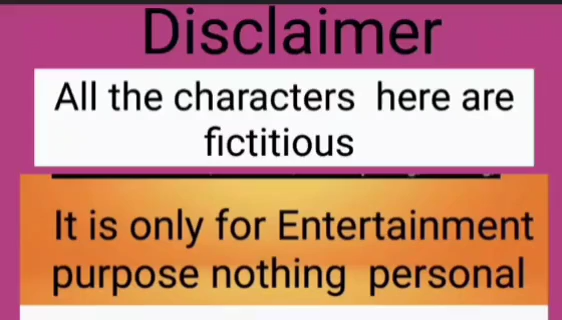 Disclaimer
All the characters here are
fictitious
It is only for Entertainment
purpose nothing personal